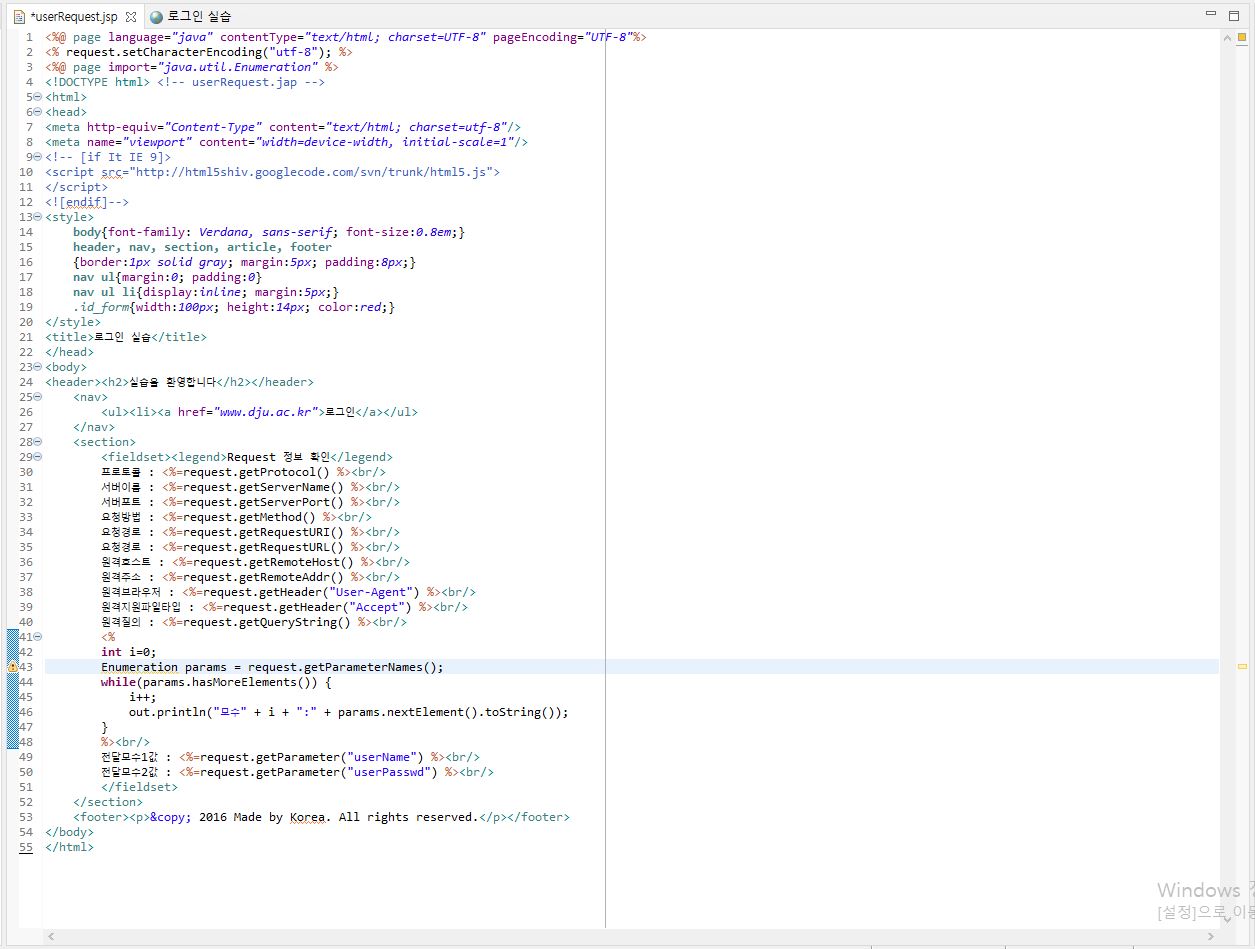 *userRequest.jsp 로그인 실습
1 <%@ page language="java" contentType="text/html; charset=UTF-8" pageEncoding="UTF-8"%>
2 <% request.setCharacterEncoding("utf-8"); %>
3 <%@ page import="java.util.Enumeration" %>
4 <!DOCTYPE html> <!-- userRequest.jap -->
5 <html>
6 <head>
7 <meta http-equiv="Content-Type" content="text/html; charset=utf-8"/>
8 <meta name="viewport" content="width=device-width, initial-scale=1"/>
9 <!-- [if It IE 9]>
10 <script src="http://html5shiv.googlecode.com/svn/trunk/html5.js">
11 </script>
12 <![endif]-->
13 <style>
14 body{font-family: Verdana, sans-serif; font-size:0.8em;}
15 header, nav, section, article, footer
16 {border:1px solid gray; margin:5px; padding:8px;}
17 nav ul{margin:0; padding:0}
18 nav ul li{display:inline; margin:5px;}
19 .id_form{width:100px; height:14px; color:red;}
20 </style>
21 <title>로그인 실습</title>
22 </head>
23 <body>
24 <header><h2>실습을 환영합니다</h2></header>
25 <nav>
26 <ul><li><a href="www.dju.ac.kr">로그인</a></ul>
27 </nav>
28 <section>
29 <fieldset><legend>Request 정보 확인</legend>
30 프로토콜 : <%=request.getProtocol() %><br/>
31 서버이름 : <%=request.getServerName() %><br/>
32 서버포트 : <%=request.getServerPort() %><br/>
33 요청방법 : <%=request.getMethod() %><br/>
34 요청경로 : <%=request.getRequestURI() %><br/>
35 요청경로 : <%=request.getRequestURL() %><br/>
36 원격호스트 : <%=request.getRemoteHost() %><br/>
37 원격주소 : <%=request.getRemoteAddr() %><br/>
38 원격브라우저 : <%=request.getHeader("User-Agent") %><br/>
39 원격지원파일타입 : <%=request.getHeader("Accept") %><br/>
40 원격질의 : <%=request.getQueryString() %><br/>
41 <%
42 int i=0;
43 Enumeration params = request.getParameterNames();
44 while(params.hasMoreElements()) {
45 i++;
46 out.println("모수" + i + ":" + params.nextElement().toString());
47 }
48 %><br/>
49 전달모수1값 : <%=request.getParameter("userName") %><br/>
50 전달모수2값 : <%=request.getParameter("userPasswd") %><br/>
51 </fieldset>
52 </section>
53 <footer><p>&copy; 2016 Made by Korea. All rights reserved.</p></footer>
54 </body>
55 </html>
Windows
[설정]으로